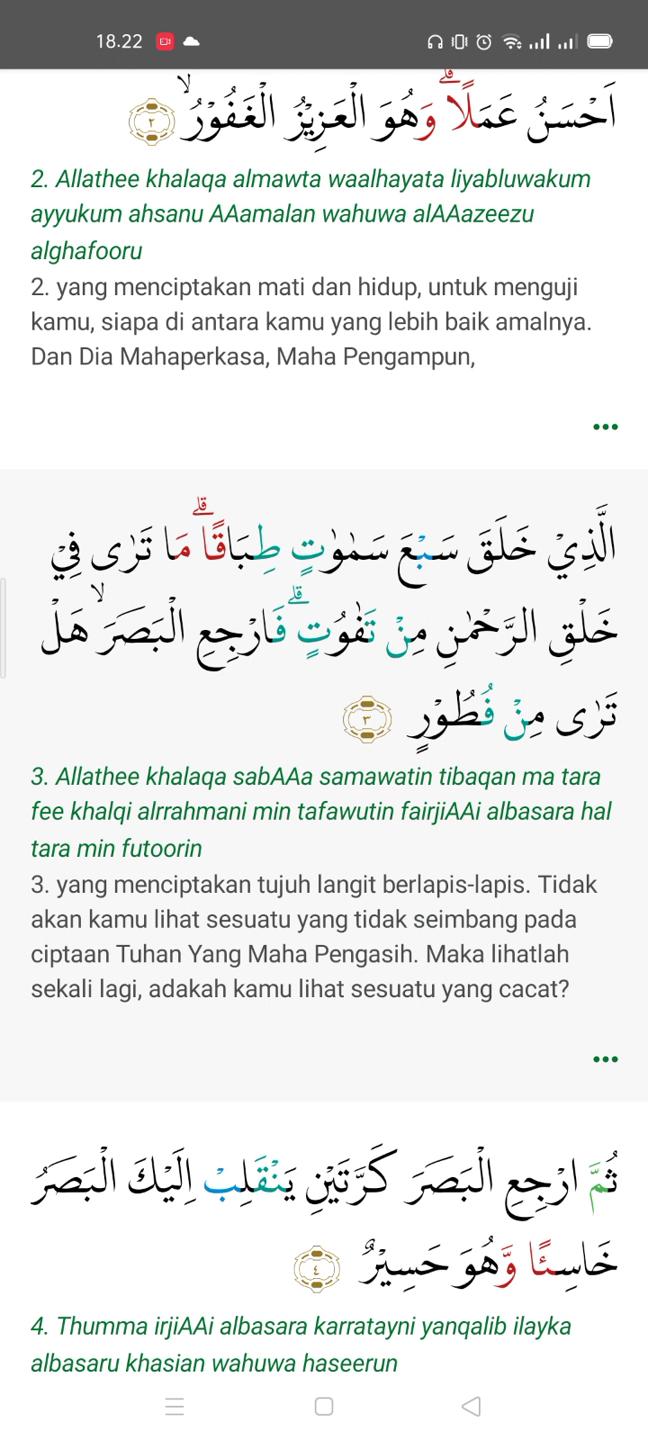 18.22
اَحْسَنُ عَمَلًاۗ وَهُوَ الْعَزِيْزُ الْغَفُوْرُۙ ٢
2. Allathee khalaqa almawta waalhayata liyabluwakum
ayyukum ahsanu AAamalan wahuwa alAAazeezu
alghafooru
2. yang menciptakan mati dan hidup, untuk menguji
kamu, siapa di antara kamu yang lebih baik amalnya.
Dan Dia Mahaperkasa, Maha Pengampun,
الَّذِيْ خَلَقَ سَبْعَ سَمٰوٰتٍ طِبَاقًاۗ مَا تَرٰى فِيْ
خَلْقِ الرَّحْمٰنِ مِنْ تَفٰوُتٍۗ فَارْجِعِ الْبَصَرَۙ هَلْ
تَرٰى مِنْ فُطُوْرٍ ٣
3. Allathee khalaqa sabAAa samawatin tibaqan ma tara
fee khalqi alrrahmani min tafawutin fairjiAAi albasara hal
tara min futoorin
3. yang menciptakan tujuh langit berlapis-lapis. Tidak
akan kamu lihat sesuatu yang tidak seimbang pada
ciptaan Tuhan Yang Maha Pengasih. Maka lihatlah
sekali lagi, adakah kamu lihat sesuatu yang cacat?
ثُمَّ ارْجِعِ الْبَصَرَ كَرَّتَيْنِ يَنْقَلِبْ اِلَيْكَ الْبَصَرُ
خَاسِئًا وَّهُوَ حَسِيْرٌ ٤
4. Thumma irjiAAi albasara karratayni yanqalib ilayka
albasaru khasian wahuwa haseerun